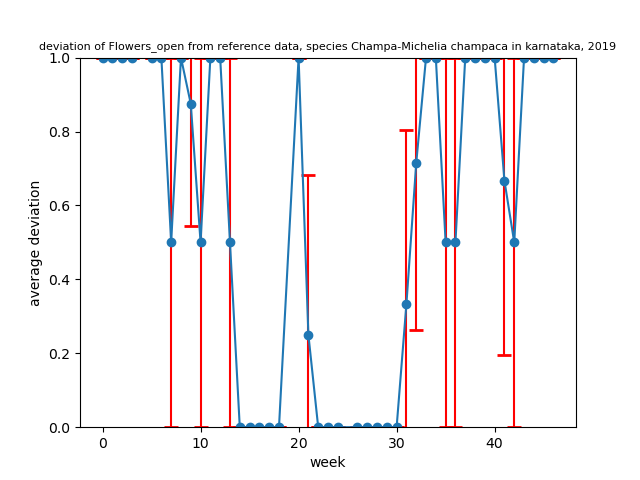 deviation of Flowers_open from reference data, species Champa-Michelia champaca in karnataka, 2019
1.0
0.8
0.6
0.4
0.2
0.0
average deviation
0 10 20 30 40
week